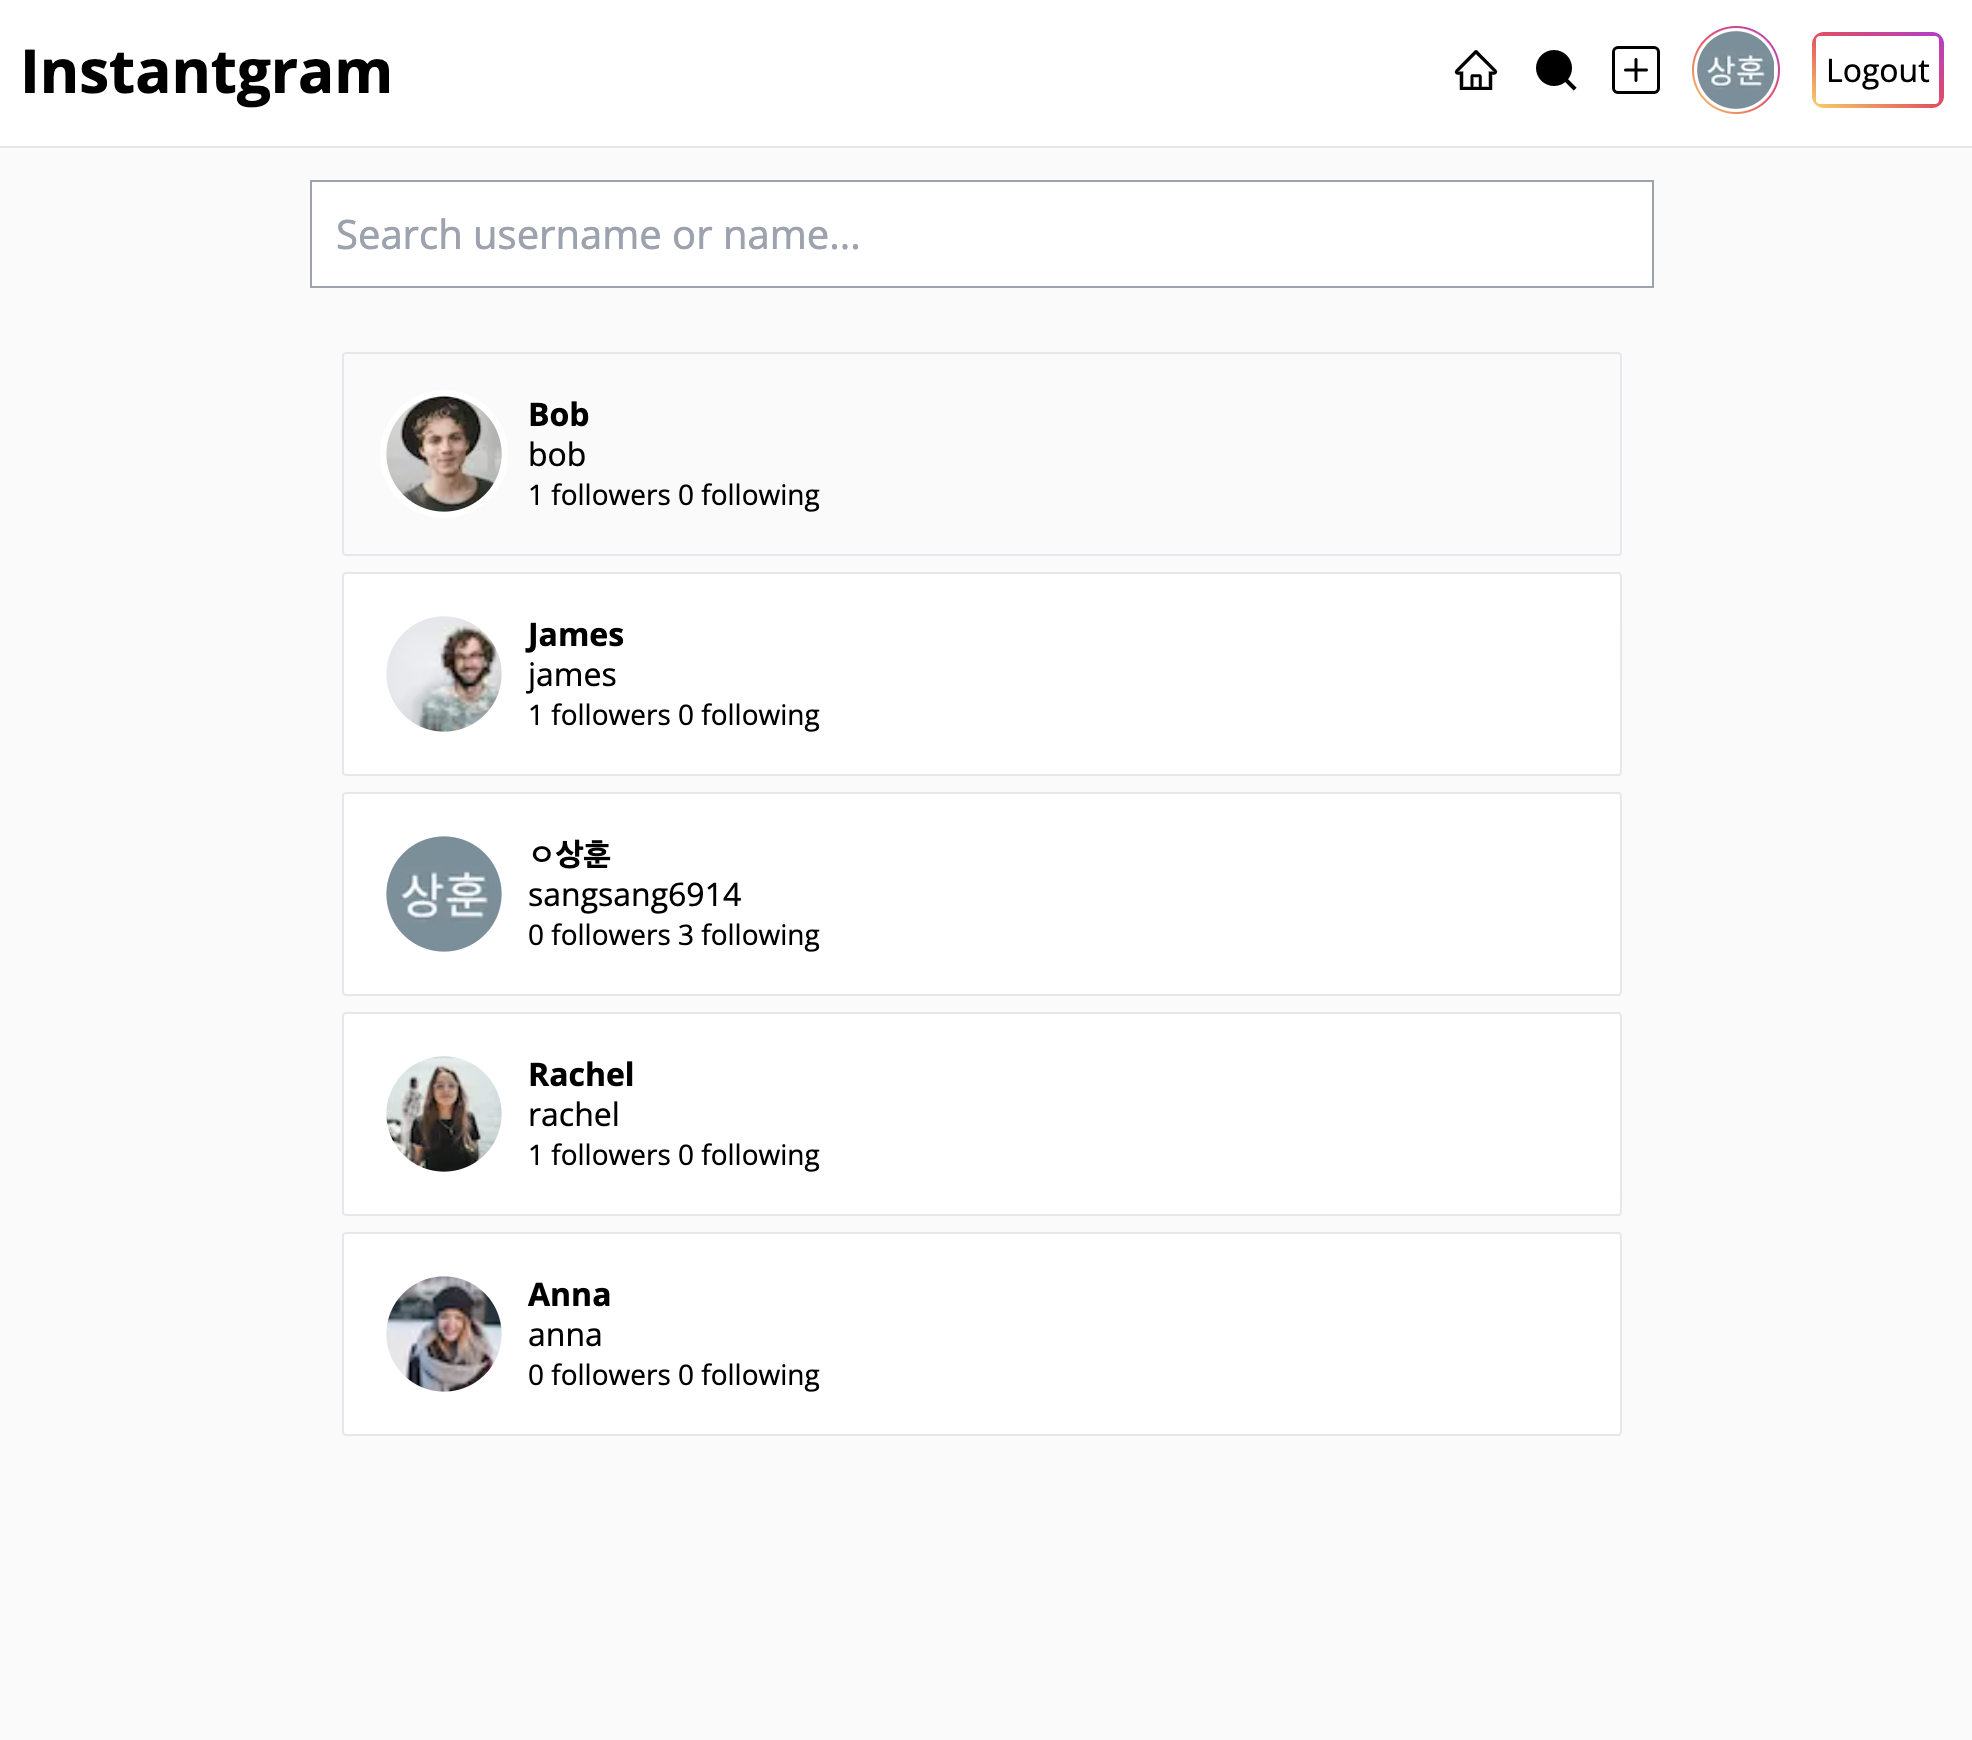 Instantgram
상훈
Logout
Search username or name...
Bob
bob
1 followers 0 following
James
james
1 followers 0 following
상훈
ㅇ상훈
sangsang6914
0 followers 3 following
Rachel
rachel
1 followers 0 following
Anna
anna
0 followers 0 following